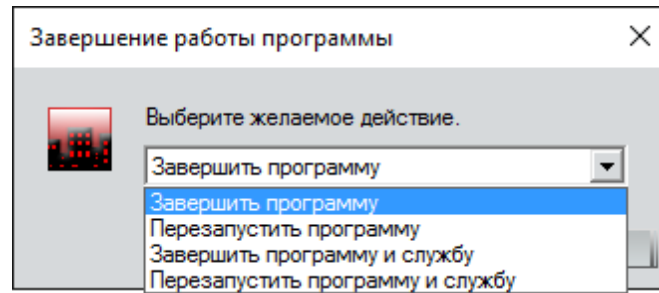 Завершение работы программы
Выберите желаемое действие.
Завершить программу
Завершить программу
Перезапустить программу
Завершить программу и службу
Перезапустить программу и службу